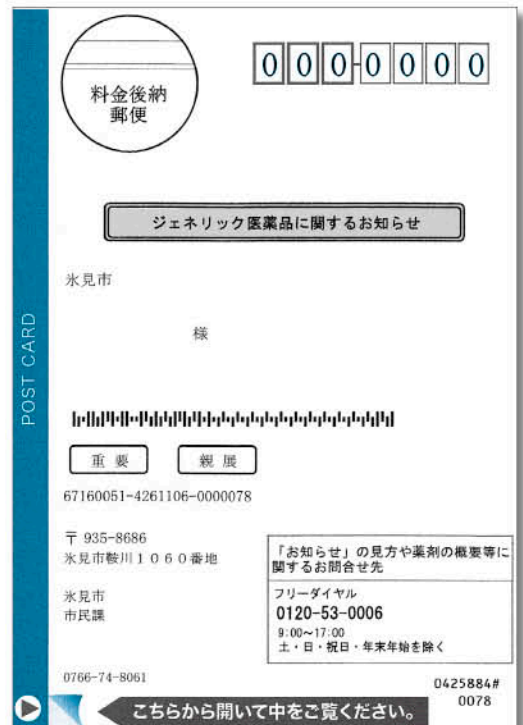 料金後納
郵便
000-0000
ジェネリック医薬品に関するお知らせ
氷見市
様
POST CARD
重要
親展
67160051-4261106-0000078
〒 935-8686
氷見市鞍川1060番地
氷見市
市民課
0766-74-8061
「お知らせ」の見方や薬剤の概要等に
関するお問合せ先
フリーダイヤル
0120-53-0006
9:00～17:00
土・日・祝日・年末年始を除く
0425884#
0078
こちらから開いて中をご覧ください。